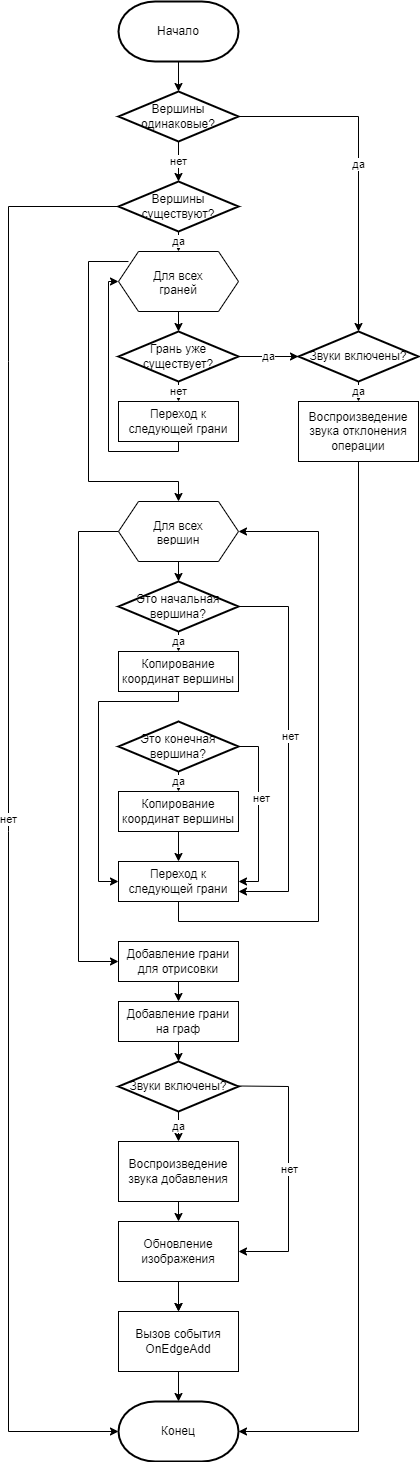 Начало
Вершины
одинаковые?
да
нет
Вершины
существуют?
да
Для всех
граней
Грань уже
существует?
да
Звуки включены?
нет
да
Переход к
следующей грани
Воспроизведение
звука отклонения
операции
Для всех
вершин
Это начальная
вершина?
да
Копирование
координат вершины
нет
Это конечная
вершина?
да
нет
Копирование
координат вершины
нет
Переход к
следующей грани
Добавление грани
для отрисовки
Добавление грани
на граф
Звуки включены?
да
Воспроизведение
звука добавления
нет
Обновление
изображения
Вызов события
OnEdgeAdd
Конец